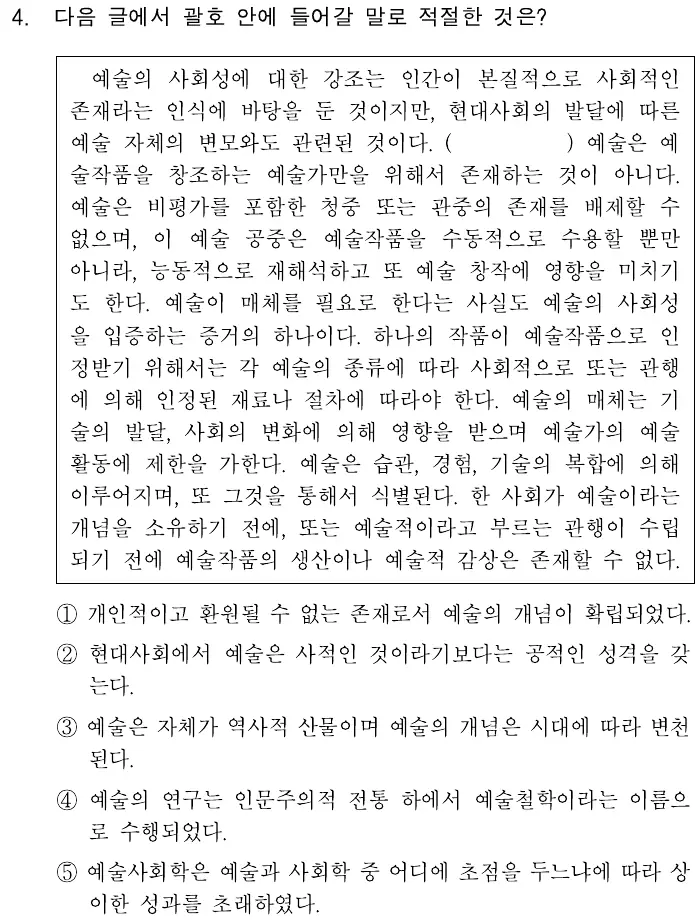 4. 다음 글에서 괄호 안에 들어갈 말로 적절한 것은?
예술의 사회성에 대한 강조는 인간이 본질적으로 사회적인
존재라는 인식에 바탕을 둔 것이지만, 현대사회의 발달에 따른
예술 자체의 변모와도 관련된 것이다. (          ) 예술은 예
술작품을 창조하는 예술가만을 위해서 존재하는 것이 아니다.
예술은 비평가를 포함한 청중 또는 관중의 존재를 배제할 수
없으며, 이 예술 공중은 예술작품을 수동적으로 수용할 뿐만
아니라, 능동적으로 재해석하고 또 예술 창작에 영향을 미치기
도 한다. 예술이 매체를 필요로 한다는 사실도 예술의 사회성
을 입증하는 증거의 하나이다. 하나의 작품이 예술작품으로 인
정받기 위해서는 각 예술의 종류에 따라 사회적으로 또는 관행
에 의해 인정된 재료나 절차에 따라야 한다. 예술의 매체는 기
술의 발달, 사회의 변화에 의해 영향을 받으며 예술가의 예술
활동에 제한을 가한다. 예술은 습관, 경험, 기술의 복합에 의해
이루어지며, 또 그것을 통해서 식별된다. 한 사회가 예술이라는
개념을 소유하기 전에, 또는 예술적이라고 부르는 관행이 수립
되기 전에 예술작품의 생산이나 예술적 감상은 존재할 수 없다.
① 개인적이고 환원될 수 없는 존재로서 예술의 개념이 확립되었다.
② 현대사회에서 예술은 사적인 것이라기보다는 공적인 성격을 갖
는다.
③ 예술은 자체가 역사적 산물이며 예술의 개념은 시대에 따라 변천
된다.
④ 예술의 연구는 인문주의적 전통 하에서 예술철학이라는 이름으
로 수행되었다.
⑤ 예술사회학은 예술과 사회학 중 어디에 초점을 두느냐에 따라 상
이한 성과를 초래하였다.